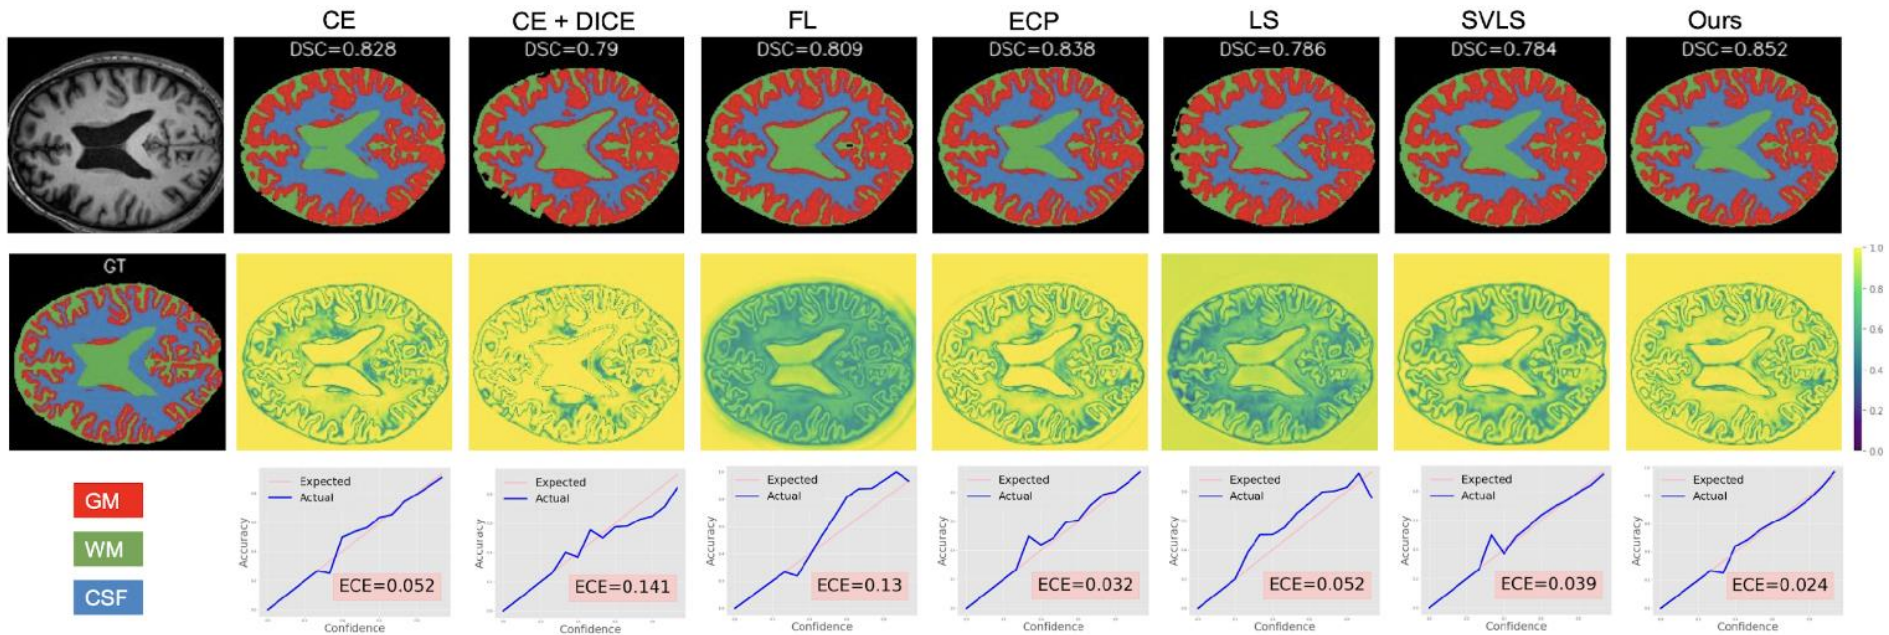 CE CE + DICE FL ECP LS SVLS Ours
DSC=0.828 DSC=0.79 DSC=0.809 DSC=0.838 DSC=0.786 DSC=0.784 DSC=0.852
GT
1.0
0.8
0.6
0.4
0.2
0.0
GM
WM
CSF
Expected
Actual
Accuracy
ECE=0.052
Confidence
Expected
Actual
Accuracy
ECE=0.141
Confidence
Expected
Actual
Accuracy
ECE=0.13
Confidence
Expected
Actual
Accuracy
ECE=0.032
Confidence
Expected
Actual
Accuracy
ECE=0.052
Confidence
Expected
Actual
Accuracy
ECE=0.039
Confidence
Expected
Actual
Accuracy
ECE=0.024
Confidence